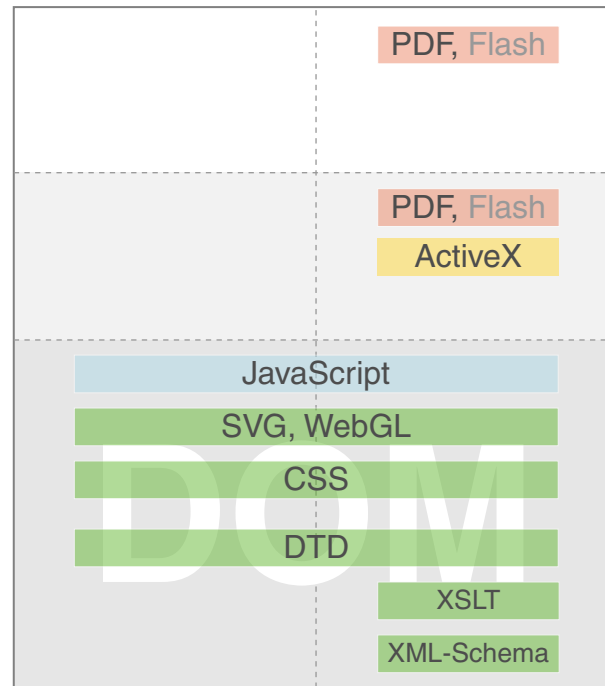 PDF, Flash
PDF, Flash
ActiveX
JavaScript
SVG, WebGL
DOM
CSS
DTD
XSLT
XML-Schema